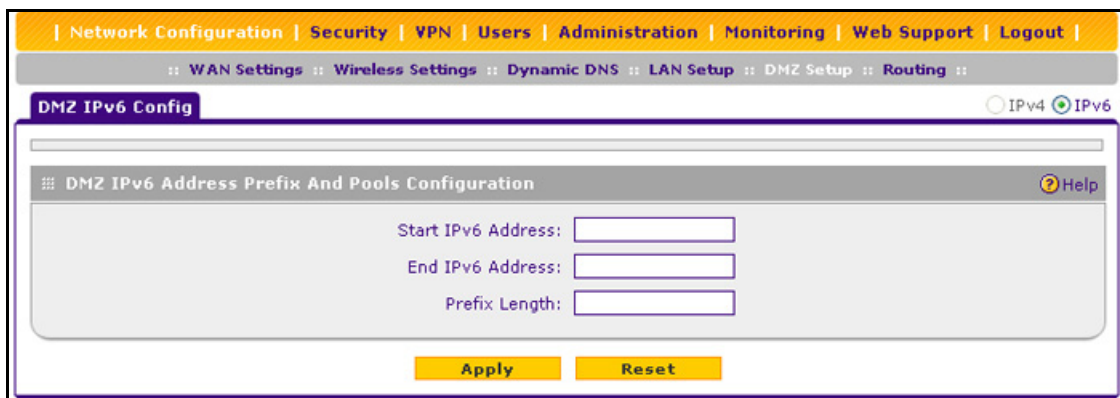 | Network Configuration | Security | VPN | Users | Administration | Monitoring | Web Support | Logout |
:: WAN Settings :: Wireless Settings :: Dynamic DNS :: LAN Setup :: DMZ Setup :: Routing ::
DMZ IPv6 Config IPv4 IPv6
DMZ IPv6 Address Prefix And Pools Configuration ? Help
Start IPv6 Address:
End IPv6 Address:
Prefix Length:
Apply Reset